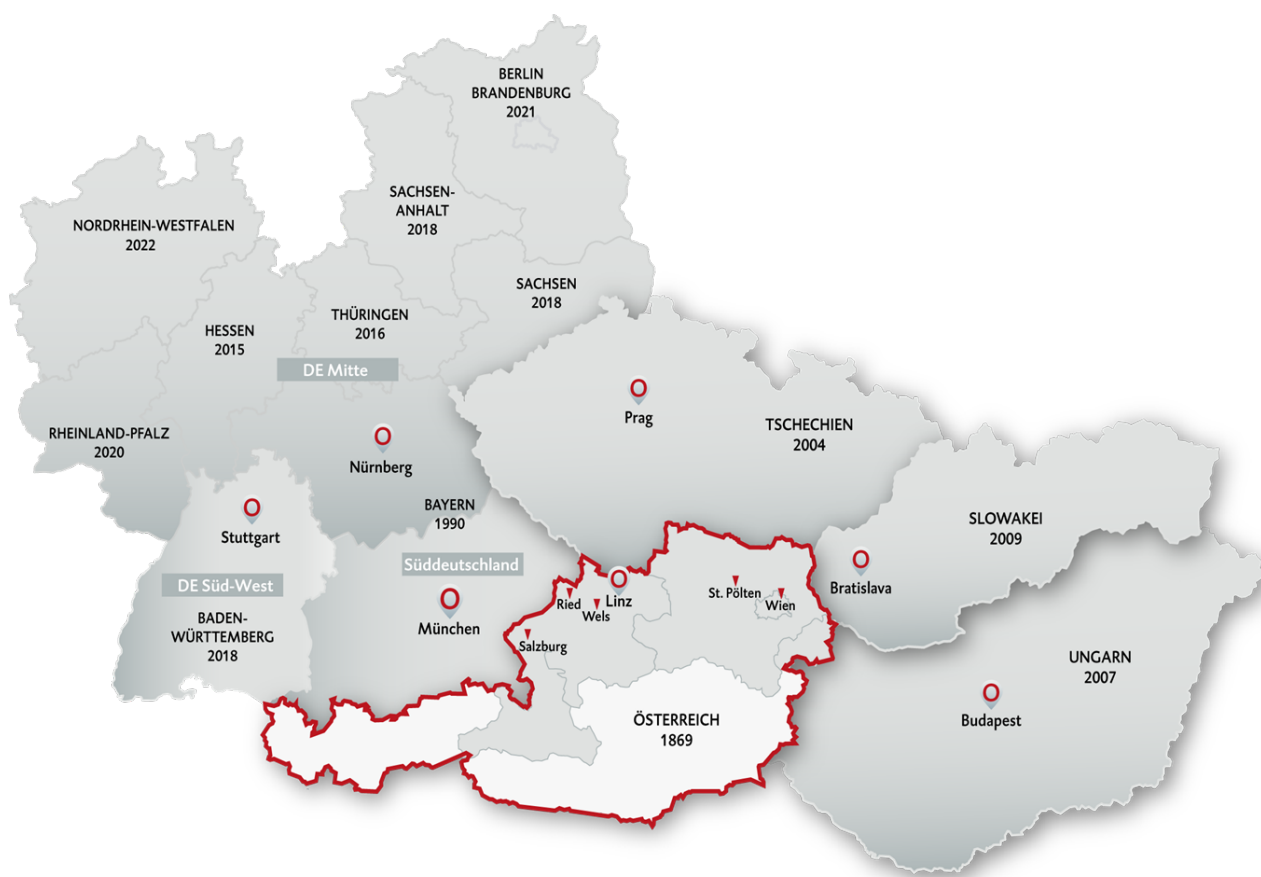 BERLIN
BRANDENBURG
2021
SACHSEN-
ANHALT
2018
NORDRHEIN-WESTFALEN
2022
SACHSEN
2018
THÜRINGEN
2016
HESSEN
2015
DE Mitte
Prag
TSCHECHIEN
2004
RHEINLAND-PFALZ
2020
Nürnberg
BAYERN
1990
SLOWAKEI
2009
Stuttgart
Süddeutschland
DE Süd-West
Bratislava
St. Pölten
Wien
Ried
Linz
Wels
BADEN-
WÜRTTEMBERG
2018
München
Salzburg
UNGARN
2007
ÖSTERREICH
1869
Budapest